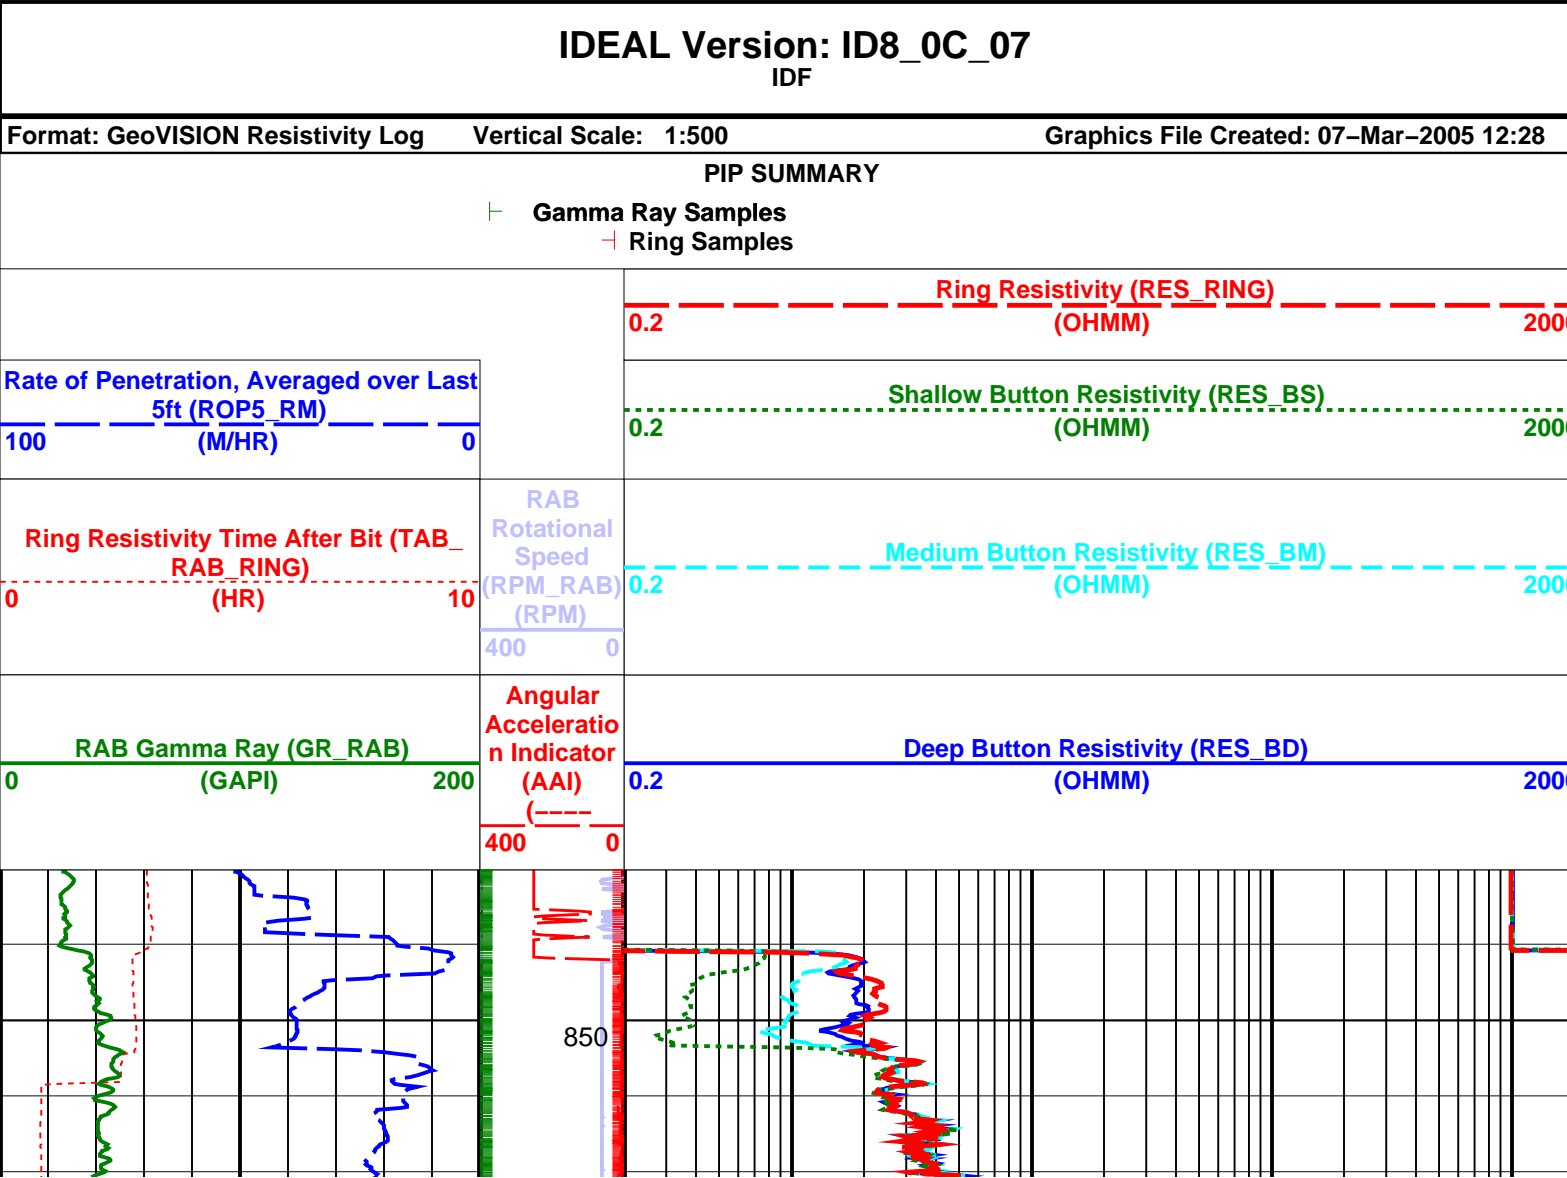 IDEAL Version: ID8_0C_07
IDF
Format: GeoVISION Resistivity Log Vertical Scale: 1:500 Graphics File Created: 07–Mar–2005 12:28
PIP SUMMARY
Gamma Ray Samples
Ring Samples
Ring Resistivity (RES_RING)
0.2 (OHMM) 200
Rate of Penetration, Averaged over Last
5ft (ROP5_RM)
100 (M/HR) 0
Shallow Button Resistivity (RES_BS)
0.2 (OHMM) 200
Ring Resistivity Time After Bit (TAB_
RAB_RING)
0 (HR) 10
RAB
Rotational
Speed
(RPM_RAB)
(RPM)
400 0
Medium Button Resistivity (RES_BM)
0.2 (OHMM) 200
RAB Gamma Ray (GR_RAB)
0 (GAPI) 200
Angular
Acceleratio
n Indicator
(AAI)
(––––
400 0
Deep Button Resistivity (RES_BD)
0.2 (OHMM) 200
850